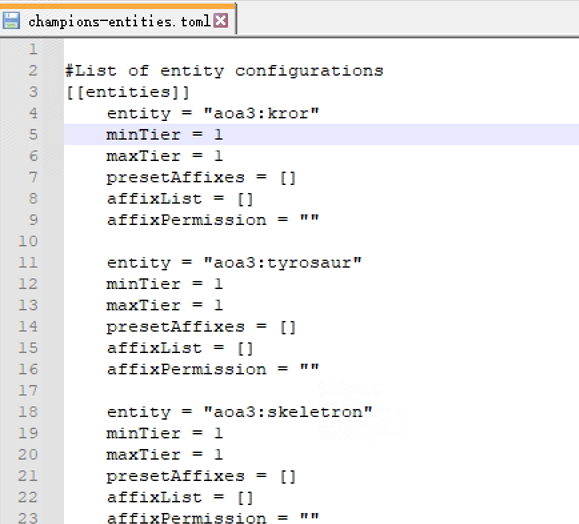 champions-entities.toml
1
2 #List of entity configurations
3 [[entities]]
4 entity = "aoa3:kror"
5 minTier = 1
6 maxTier = 1
7 presetAffixes = []
8 affixList = []
9 affixPermission = ""
10
11 entity = "aoa3:tyrosaur"
12 minTier = 1
13 maxTier = 1
14 presetAffixes = []
15 affixList = []
16 affixPermission = ""
17
18 entity = "aoa3:skeletron"
19 minTier = 1
20 maxTier = 1
21 presetAffixes = []
22 affixList = []
23 affixPermission = ""